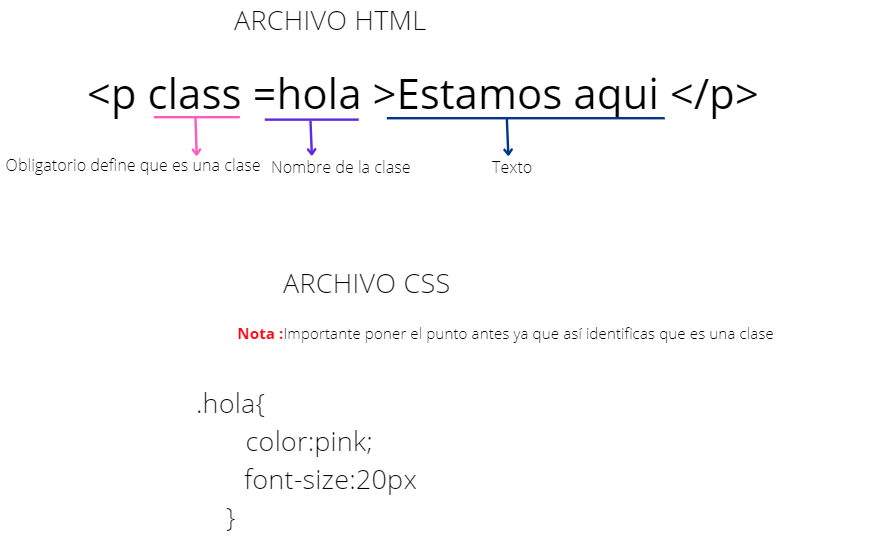 ARCHIVO HTML
<p class =hola >Estamos aqui </p>
Obligatorio define que es una clase Nombre de la clase Texto
ARCHIVO CSS
Nota :Importante poner el punto antes ya que así identificas que es una clase
.hola{
color:pink;
font-size:20px
}